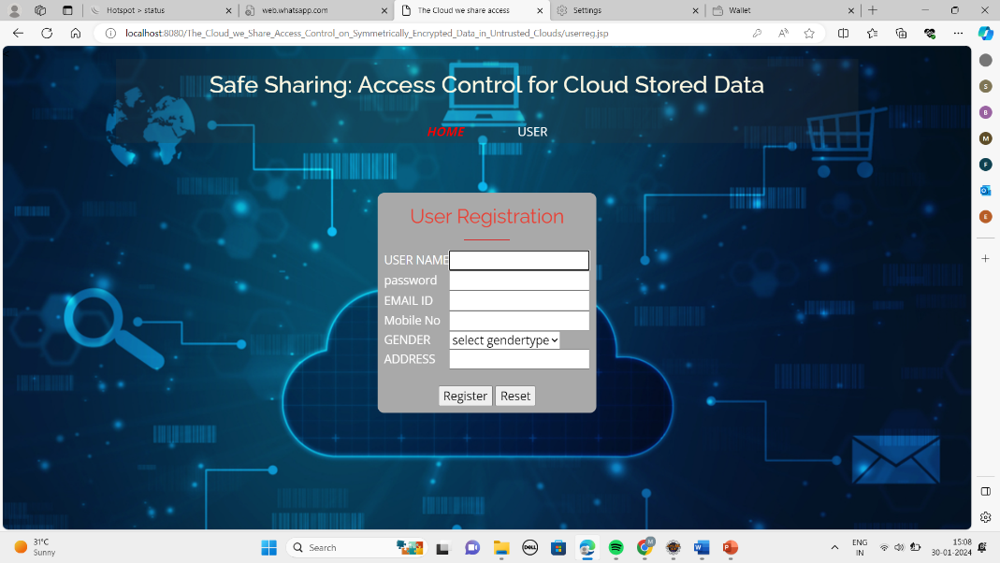 Hotspot > status
web.whatsapp.com
The Cloud we share access
Settings
Wallet
localhost:8080/The_Cloud_we_Share_Access_Control_on_Symmetrically_Encrypted_Data_in_Untrusted_Clouds/userreg.jsp
Safe Sharing: Access Control for Cloud Stored Data
HOME USER
User Registration
USER NAME
password
EMAIL ID
Mobile No
GENDER select gendertype
ADDRESS
Register Reset
S
B
M
F
E
31°C
Sunny
Search
DELL
M
ENG
IN
15:08
30-01-2024